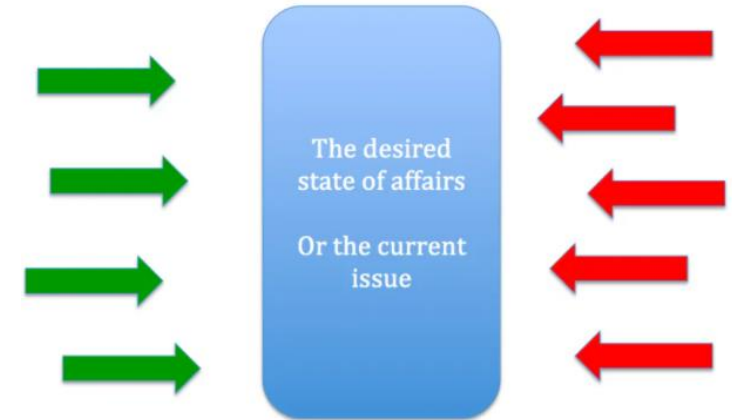 The desired
state of affairs
Or the current
issue